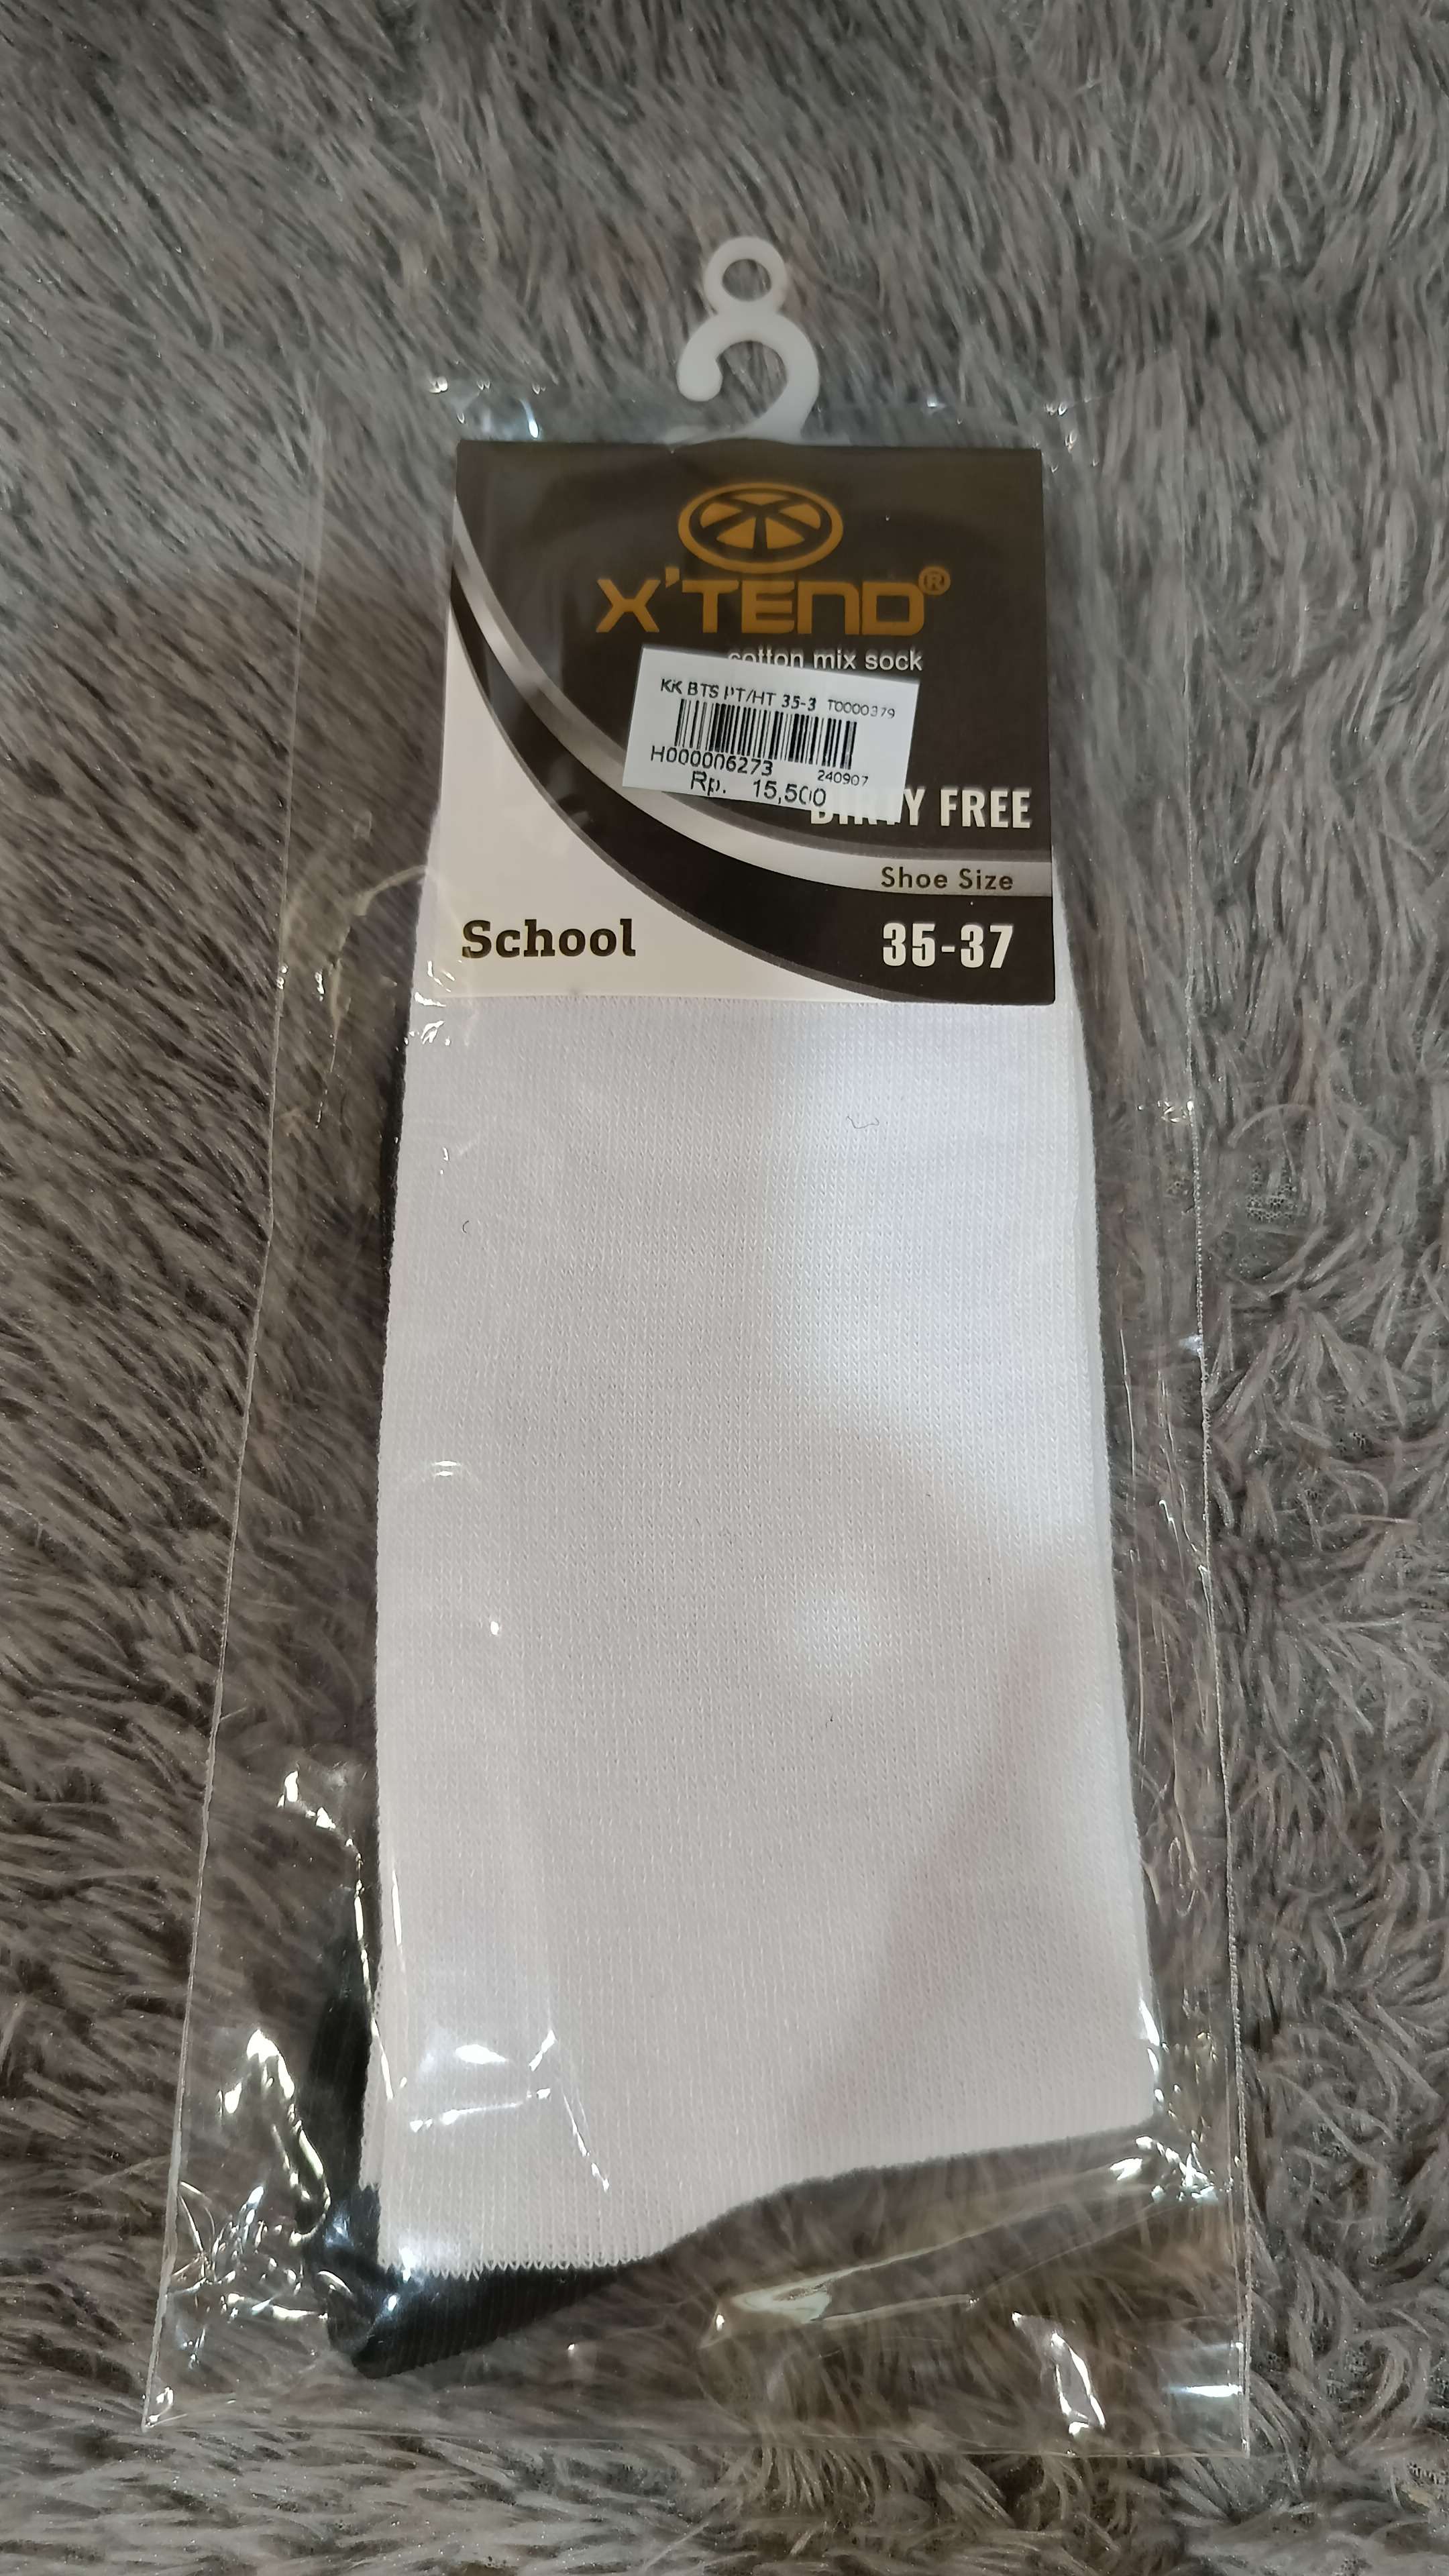 X'TEND®
cotton mix sock
KK BTS PT/HT 35-3 T0000379
H000006273 240907
Rp. 15,500
DIRTY FREE
Shoe Size
School 35-37